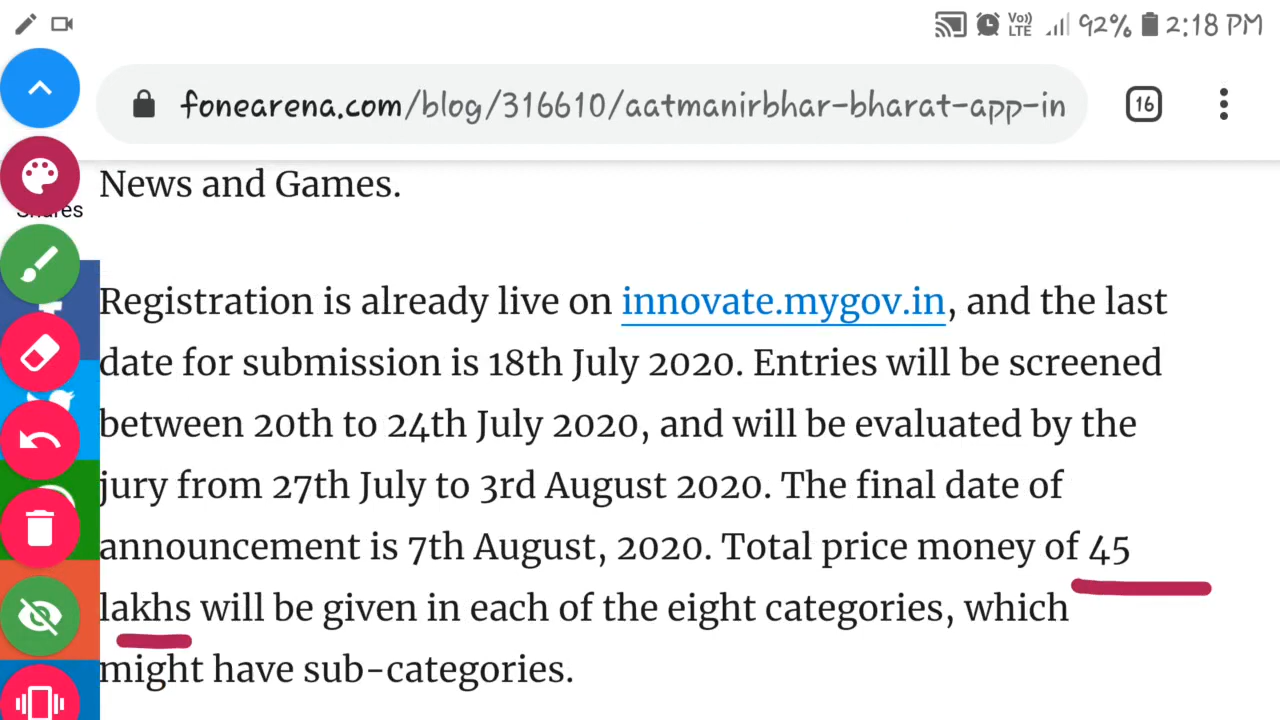 Vo)) LTE 92% 2:18 PM
fonearena.com/blog/316610/aatmanirbhar-bharat-app-in 16
News and Games.
Shares
Registration is already live on innovate.mygov.in, and the last
date for submission is 18th July 2020. Entries will be screened
between 20th to 24th July 2020, and will be evaluated by the
jury from 27th July to 3rd August 2020. The final date of
announcement is 7th August, 2020. Total price money of 45
lakhs will be given in each of the eight categories, which
might have sub-categories.